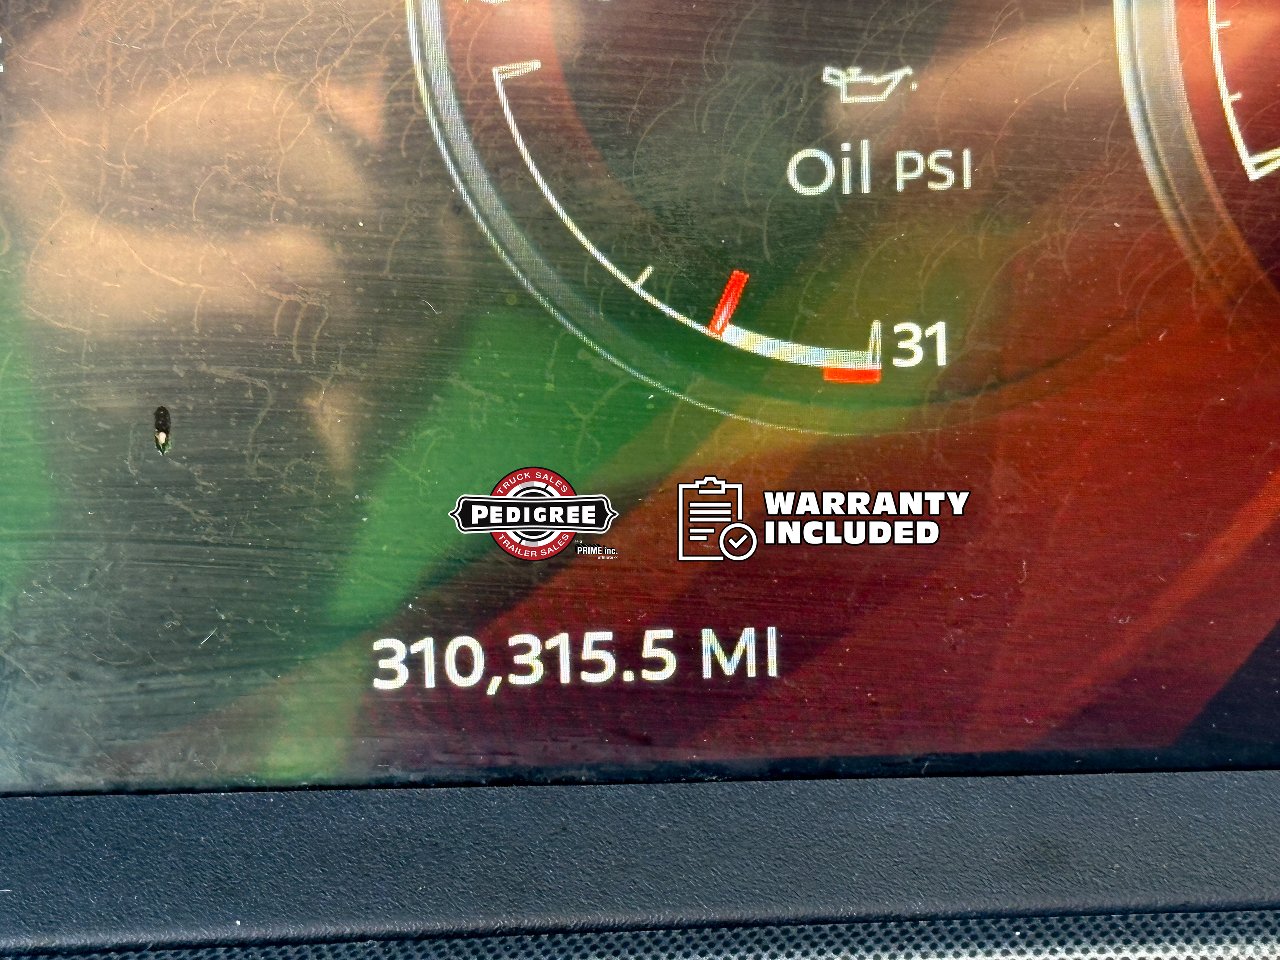 Oil PSI
31
TRUCK SALES
PEDIGREE
TRAILER SALES
PRIME inc.
WARRANTY
INCLUDED
310,315.5 MI